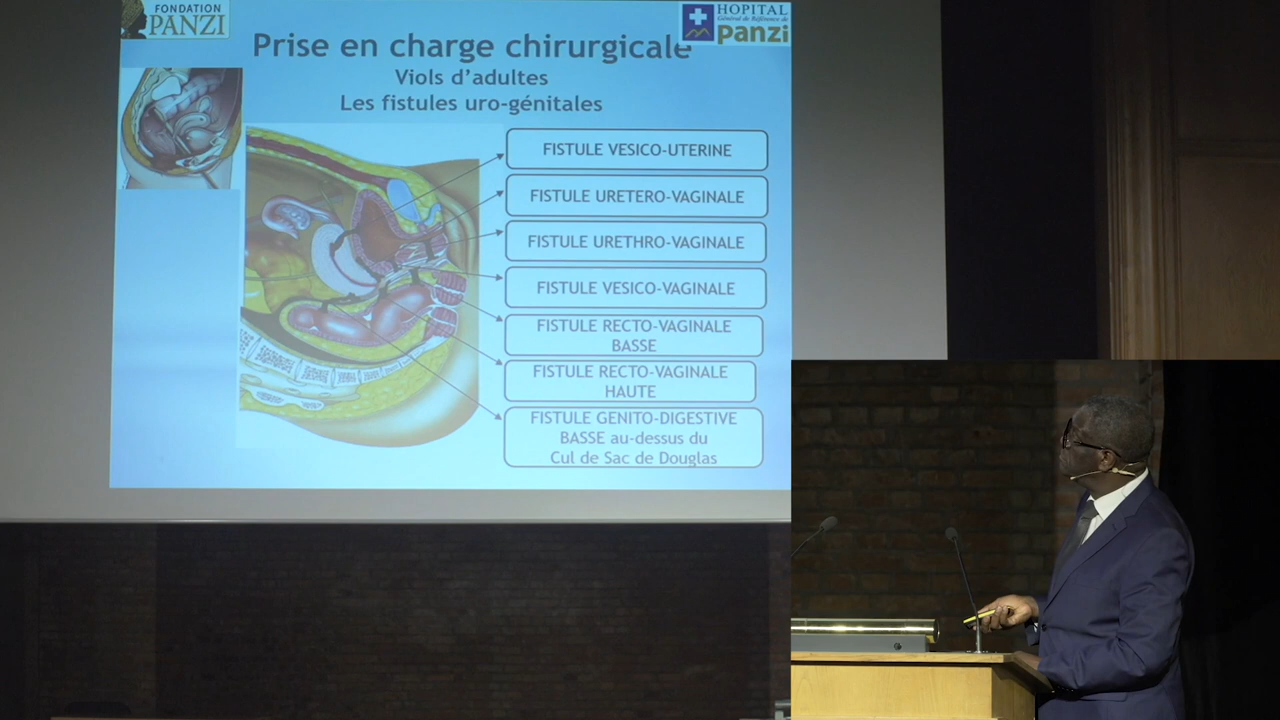 FONDATION
PANZI
HOPITAL
Général de Référence de
panzi
Prise en charge chirurgicale
Viols d'adultes
Les fistules uro-génitales
FISTULE VESICO-UTERINE
FISTULE URETERO-VAGINALE
FISTULE URETHRO-VAGINALE
FISTULE VESICO-VAGINALE
FISTULE RECTO-VAGINALE
BASSE
FISTULE RECTO-VAGINALE
HAUTE
FISTULE GENITO-DIGESTIVE
BASSE au-dessus du
Cul de Sac de Douglas